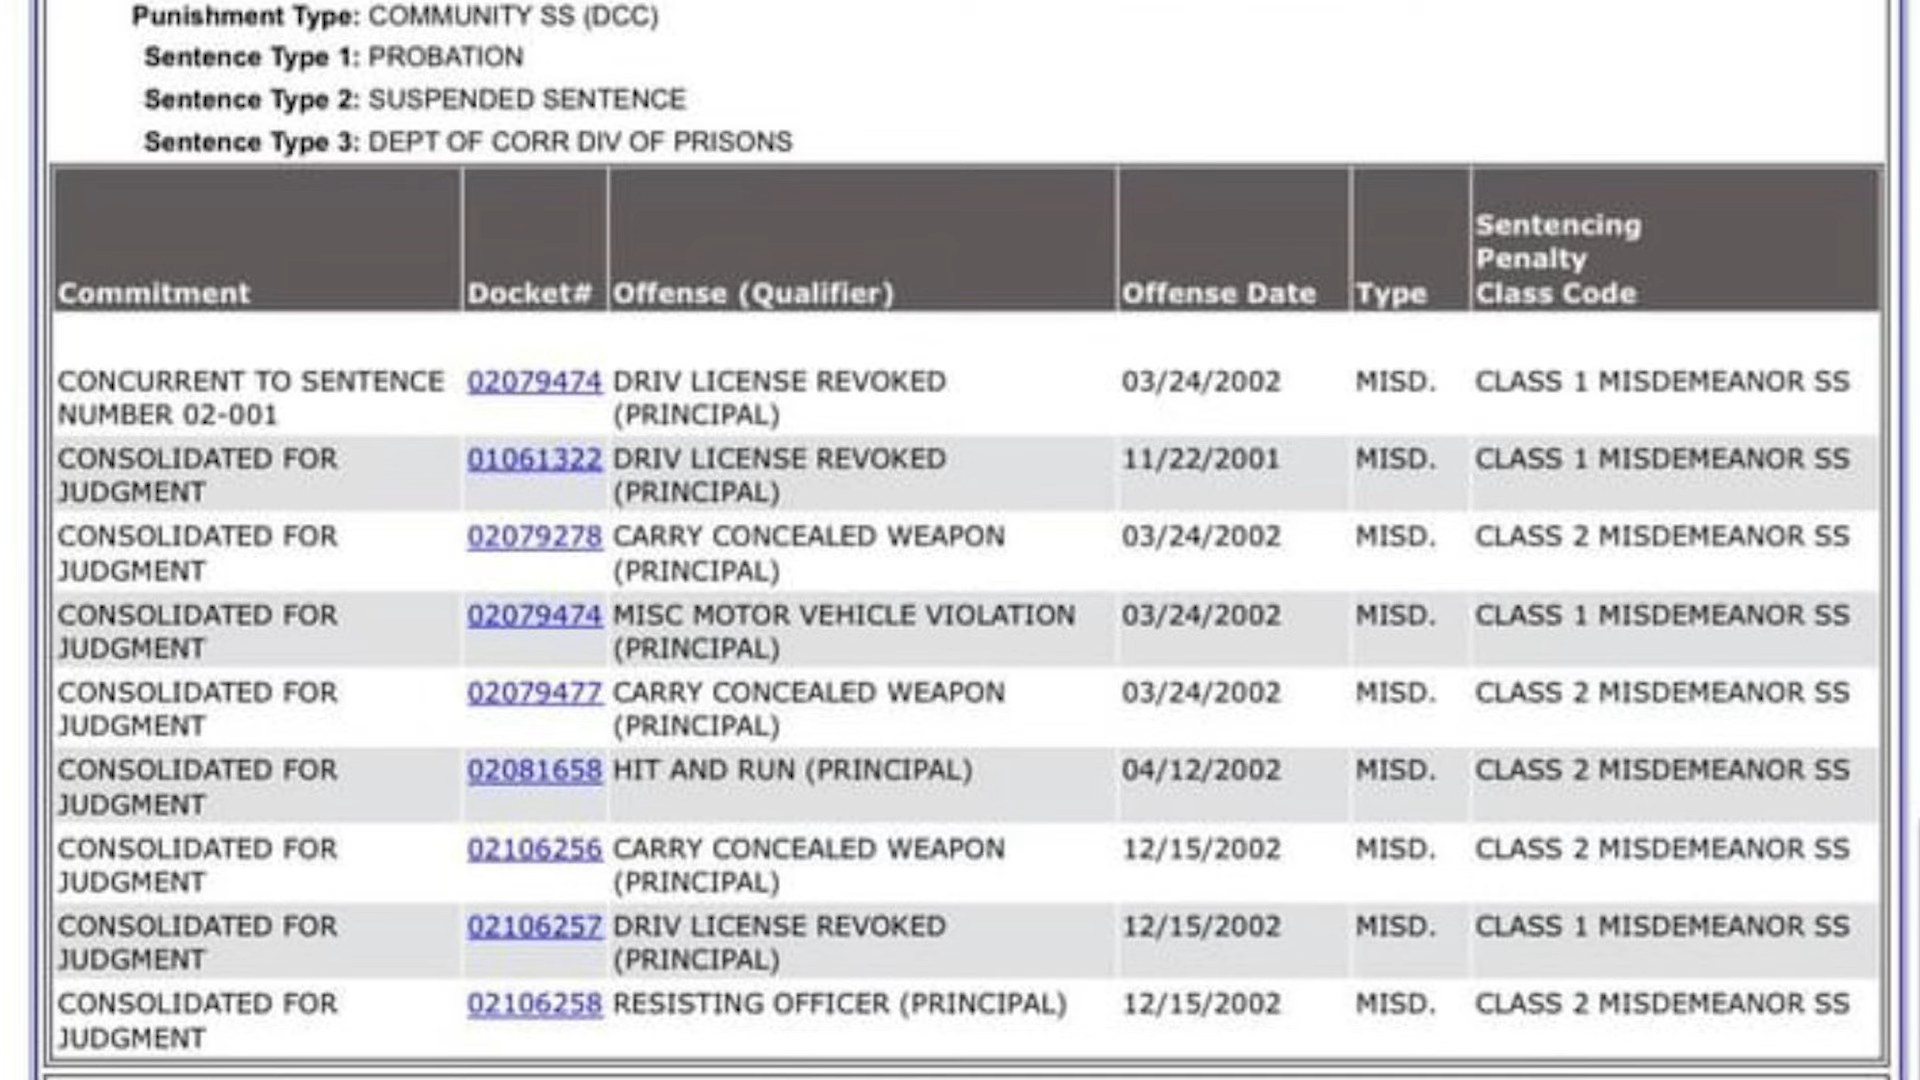 Punishment Type: COMMUNITY SS (DCC)
Sentence Type 1: PROBATION
Sentence Type 2: SUSPENDED SENTENCE
Sentence Type 3: DEPT OF CORR DIV OF PRISONS
Commitment Docket# Offense (Qualifier) Offense Date Type Sentencing Penalty Class Code
CONCURRENT TO SENTENCE 02079474 DRIV LICENSE REVOKED 03/24/2002 MISD. CLASS 1 MISDEMEANOR SS
NUMBER 02-001 (PRINCIPAL)
CONSOLIDATED FOR 01061322 DRIV LICENSE REVOKED 11/22/2001 MISD. CLASS 1 MISDEMEANOR SS
JUDGMENT (PRINCIPAL)
CONSOLIDATED FOR 02079278 CARRY CONCEALED WEAPON 03/24/2002 MISD. CLASS 2 MISDEMEANOR SS
JUDGMENT (PRINCIPAL)
CONSOLIDATED FOR 02079474 MISC MOTOR VEHICLE VIOLATION 03/24/2002 MISD. CLASS 1 MISDEMEANOR SS
JUDGMENT (PRINCIPAL)
CONSOLIDATED FOR 02079477 CARRY CONCEALED WEAPON 03/24/2002 MISD. CLASS 2 MISDEMEANOR SS
JUDGMENT (PRINCIPAL)
CONSOLIDATED FOR 02081658 HIT AND RUN (PRINCIPAL) 04/12/2002 MISD. CLASS 2 MISDEMEANOR SS
JUDGMENT
CONSOLIDATED FOR 02106256 CARRY CONCEALED WEAPON 12/15/2002 MISD. CLASS 2 MISDEMEANOR SS
JUDGMENT (PRINCIPAL)
CONSOLIDATED FOR 02106257 DRIV LICENSE REVOKED 12/15/2002 MISD. CLASS 1 MISDEMEANOR SS
JUDGMENT (PRINCIPAL)
CONSOLIDATED FOR 02106258 RESISTING OFFICER (PRINCIPAL) 12/15/2002 MISD. CLASS 2 MISDEMEANOR SS
JUDGMENT